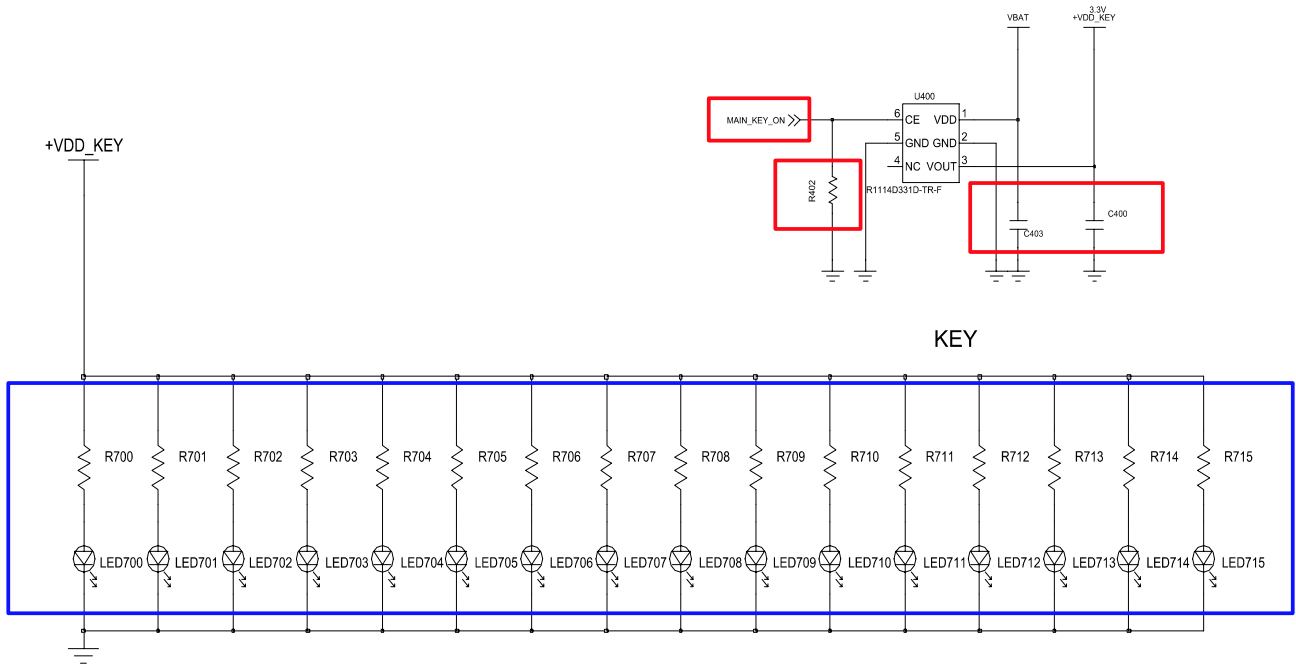 3.3V
VBAT +VDD_KEY
U400
MAIN_KEY_ON 6 CE VDD 1
5 GND GND 2
4 NC VOUT 3
R402 R1114D331D-TR-F
C403 C400
+VDD_KEY
KEY
R700 R701 R702 R703 R704 R705 R706 R707 R708 R709 R710 R711 R712 R713 R714 R715
LED700 LED701 LED702 LED703 LED704 LED705 LED706 LED707 LED708 LED709 LED710 LED711 LED712 LED713 LED714 LED715